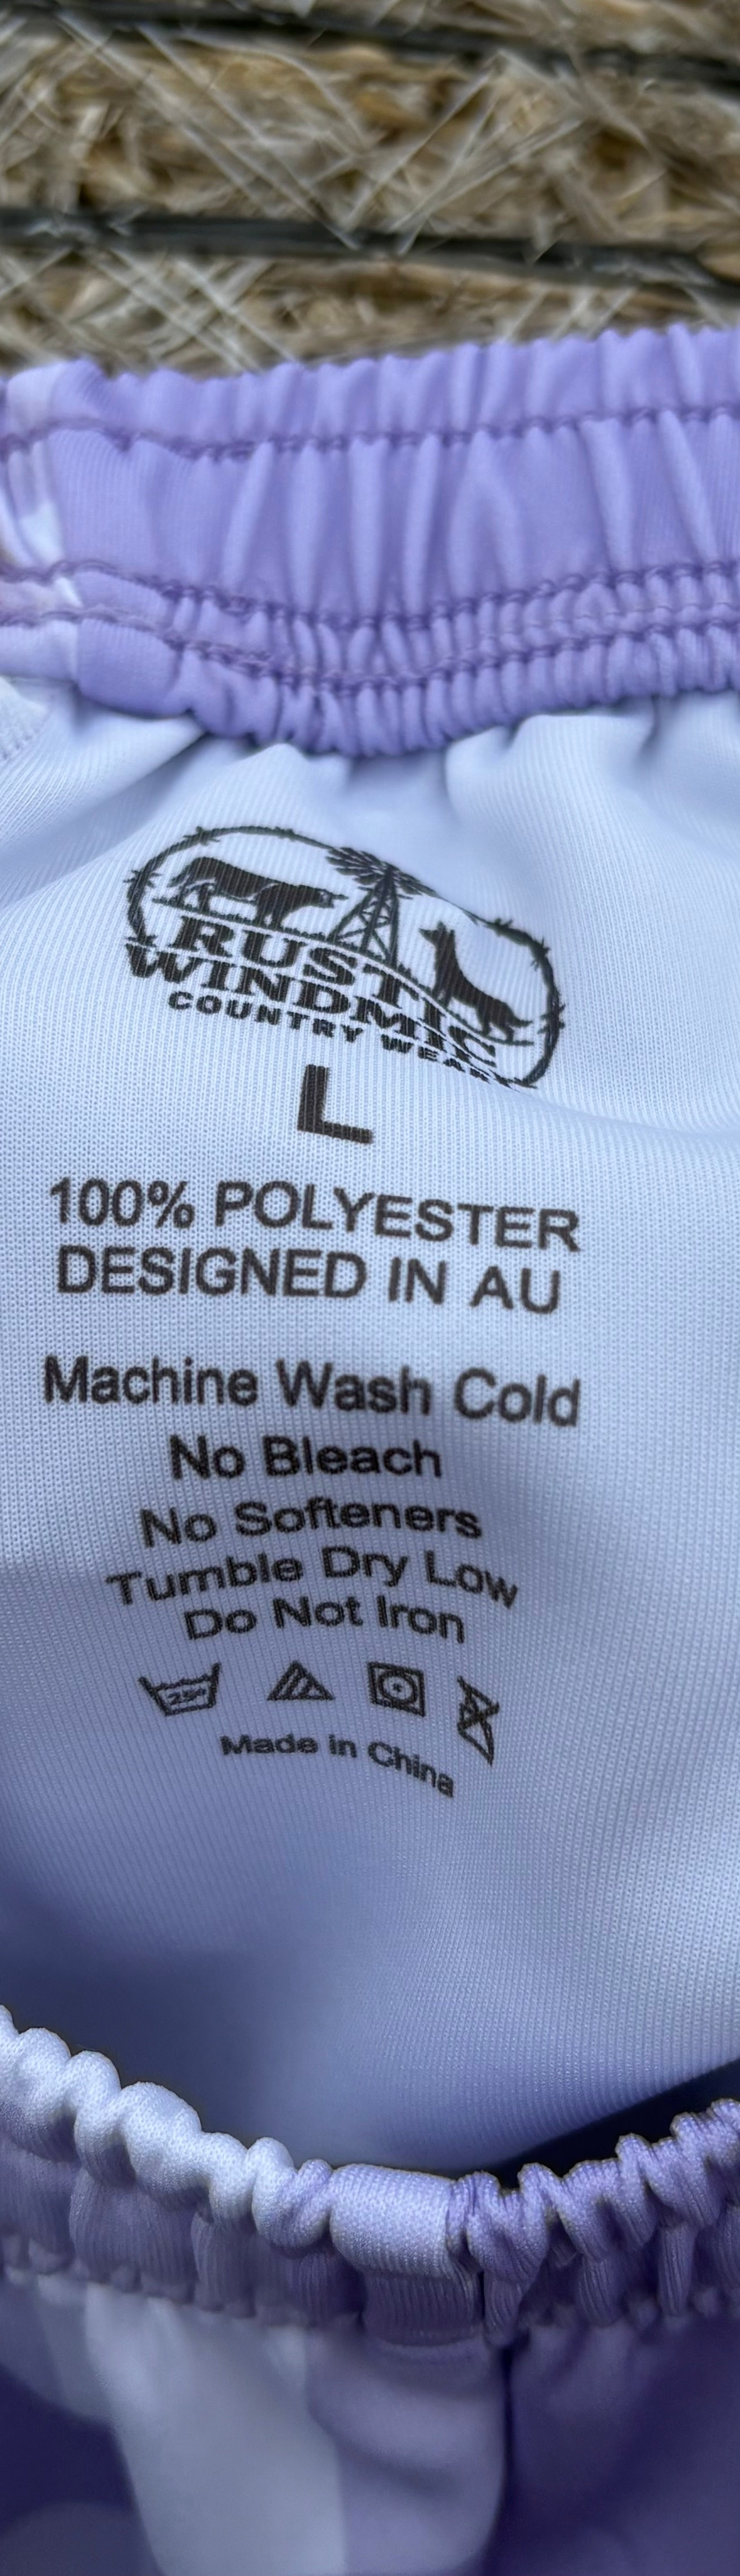 RUSTIC
WINDMIC
COUNTRY WEAR
L
100% POLYESTER
DESIGNED IN AU
Machine Wash Cold
No Bleach
No Softeners
Tumble Dry Low
Do Not Iron
25°
Made in China